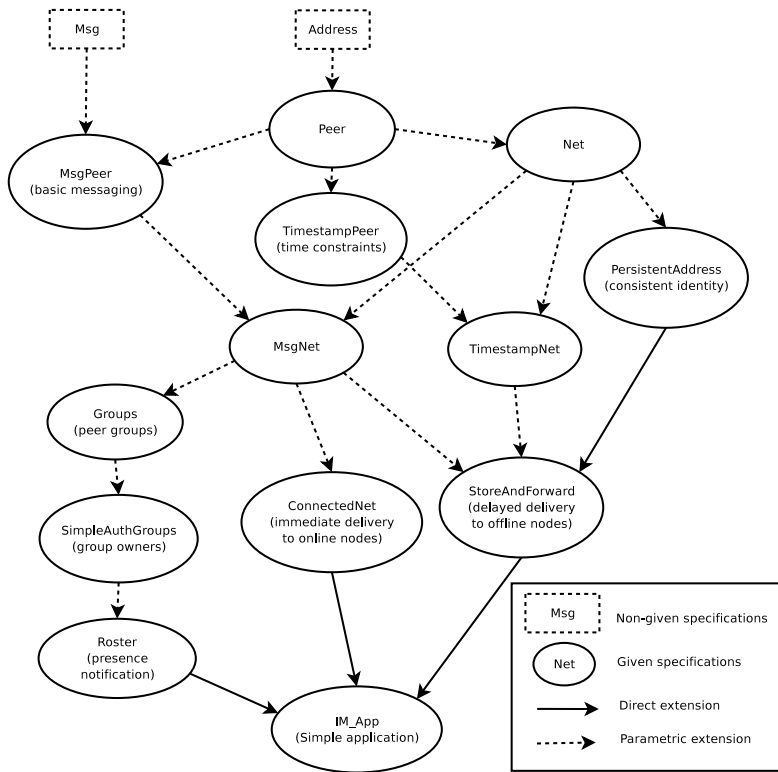 Msg
Address
Peer
Net
MsgPeer
(basic messaging)
TimestampPeer
(time constraints)
PersistentAddress
(consistent identity)
MsgNet
TimestampNet
Groups
(peer groups)
ConnectedNet
(immediate delivery
to online nodes)
StoreAndForward
(delayed delivery
to offline nodes)
SimpleAuthGroups
(group owners)
Roster
(presence
notification)
IM_App
(Simple application)
Msg
Non-given specifications
Net
Given specifications
Direct extension
Parametric extension